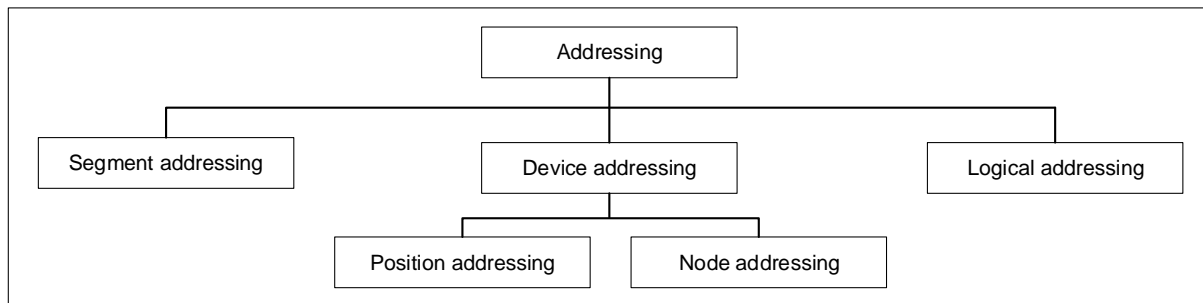 Addressing
Segment addressing
Device addressing
Logical addressing
Position addressing
Node addressing